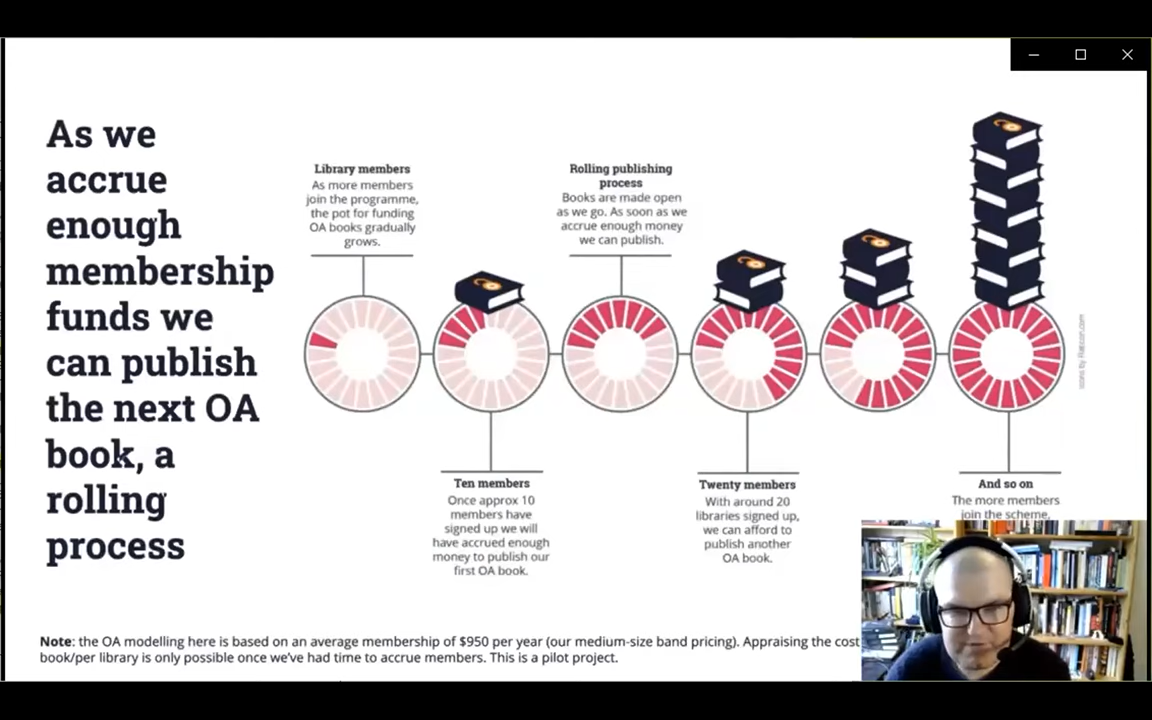 As we
accrue
enough
membership
funds we
can publish
the next OA
book, a
rolling
process
Library members
As more members
join the programme,
the pot for funding
OA books gradually
grows.
Ten members
Once approx 10
members have
signed up we will
have accrued enough
money to publish our
first OA book.
Rolling publishing
process
Books are made open
as we go. As soon as we
accrue enough money
we can publish.
Twenty members
With around 20
libraries signed up,
we can afford to
publish another
OA book.
And so on
The more members
join the scheme,
Icons by Flaticon.com
Note: the OA modelling here is based on an average membership of $950 per year (our medium-size band pricing). Appraising the cost
book/per library is only possible once we've had time to accrue members. This is a pilot project.